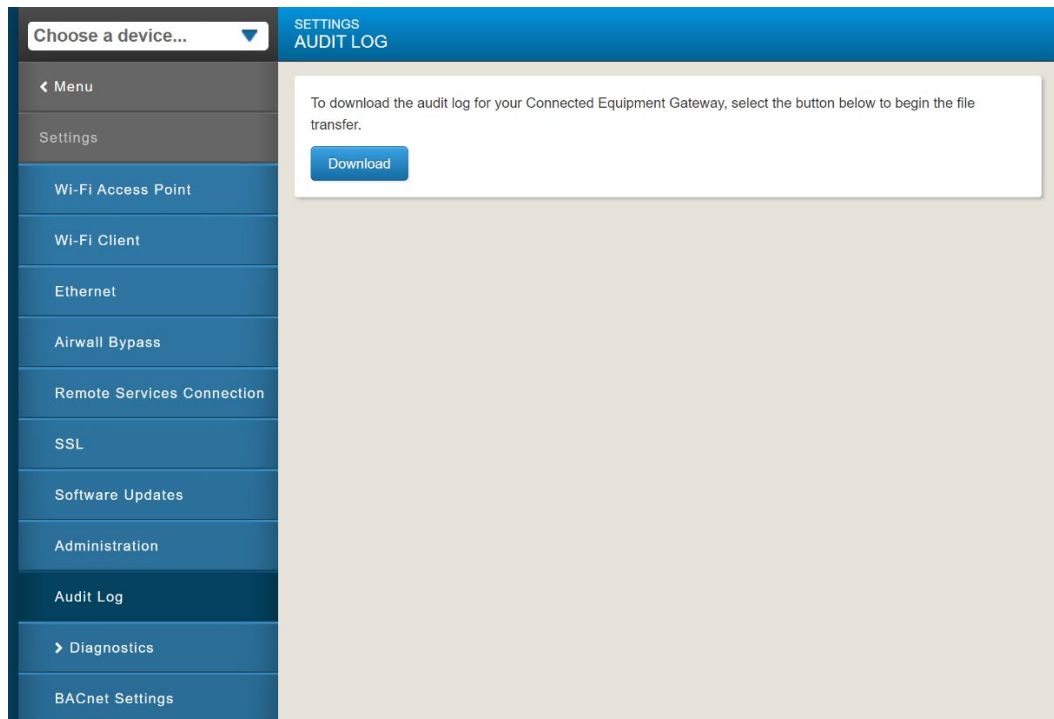 Choose a device...
SETTINGS
AUDIT LOG
Menu
Settings
Wi-Fi Access Point
Wi-Fi Client
Ethernet
Airwall Bypass
Remote Services Connection
SSL
Software Updates
Administration
Audit Log
Diagnostics
BACnet Settings
To download the audit log for your Connected Equipment Gateway, select the button below to begin the file
transfer.
Download